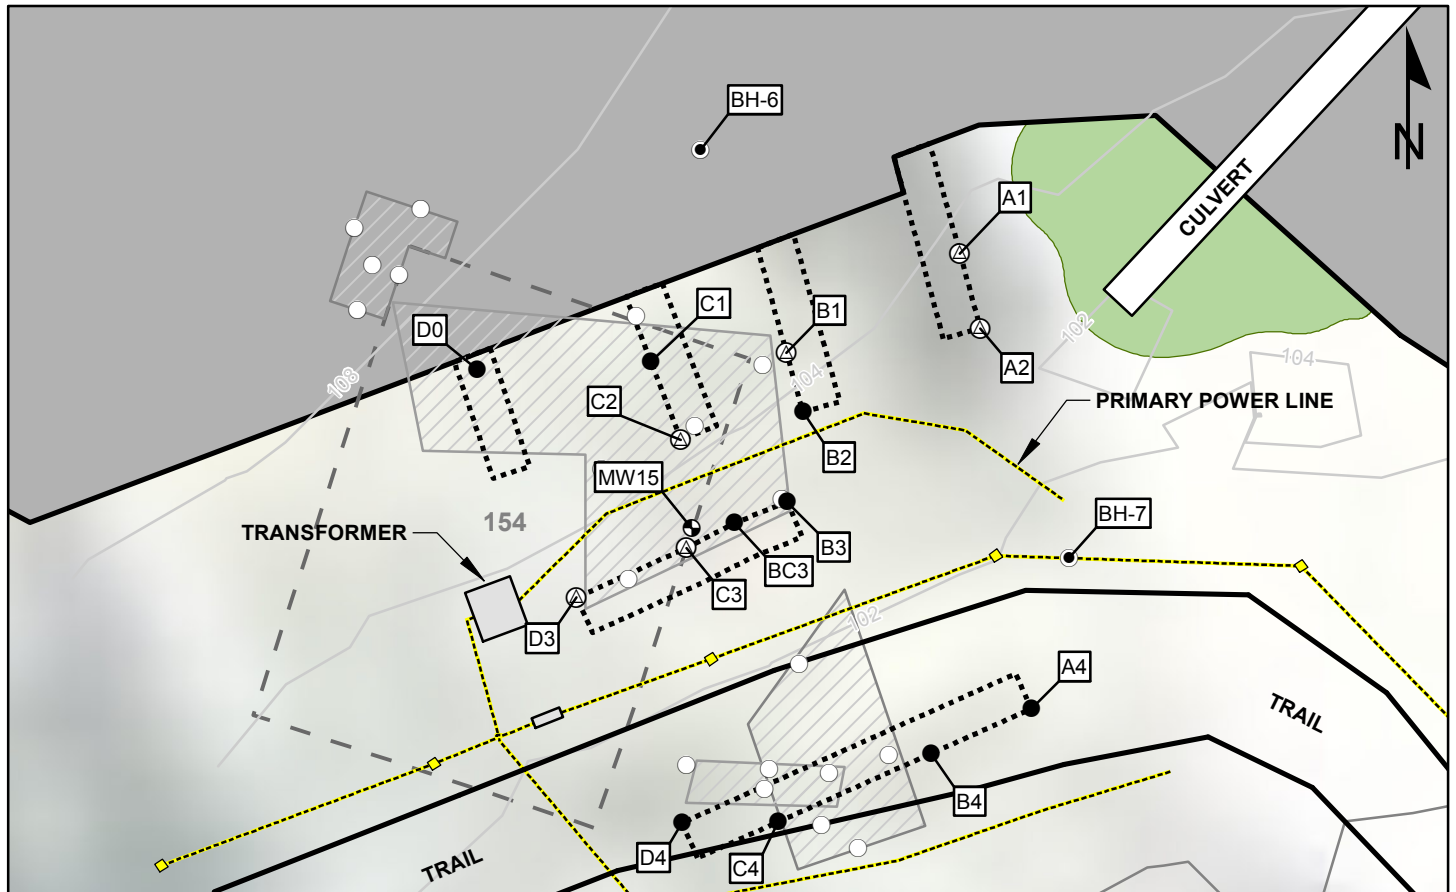 BH-6
N
A1
CULVERT
C1
B1
D0
102
A2
104
108
104
C2
PRIMARY POWER LINE
B2
MW15
154
BH-7
TRANSFORMER
B3
BC3
C3
102
D3
A4
TRAIL
B4
D4
C4
TRAIL